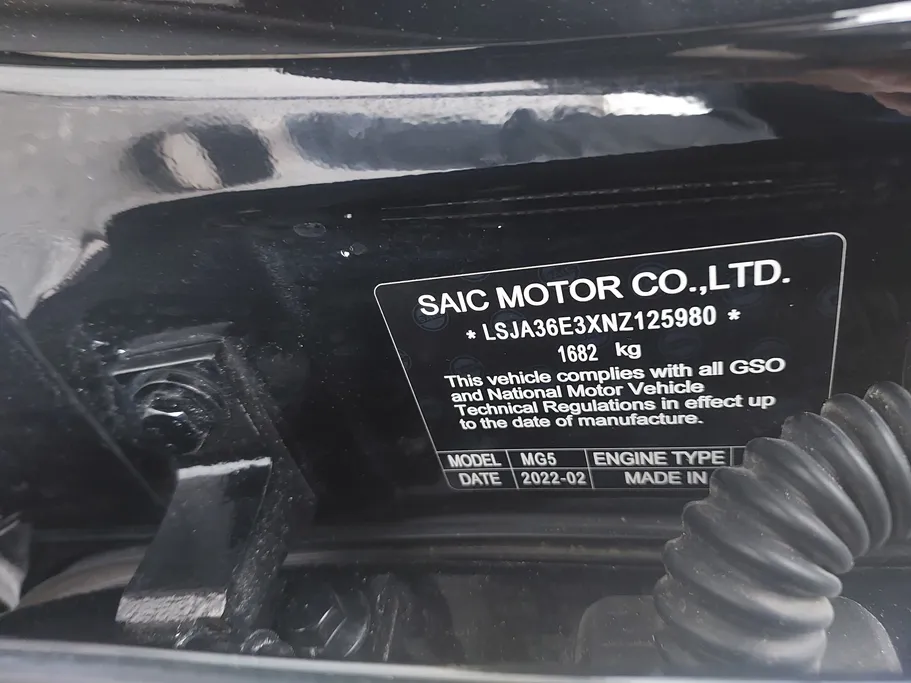 SAIC MOTOR CO.,LTD.
* LSJA36E3XNZ125980 *
1682 kg
This vehicle complies with all GSO
and National Motor Vehicle
Technical Regulations in effect up
to the date of manufacture.
MODEL MG5 ENGINE TYPE
DATE 2022-02 MADE IN